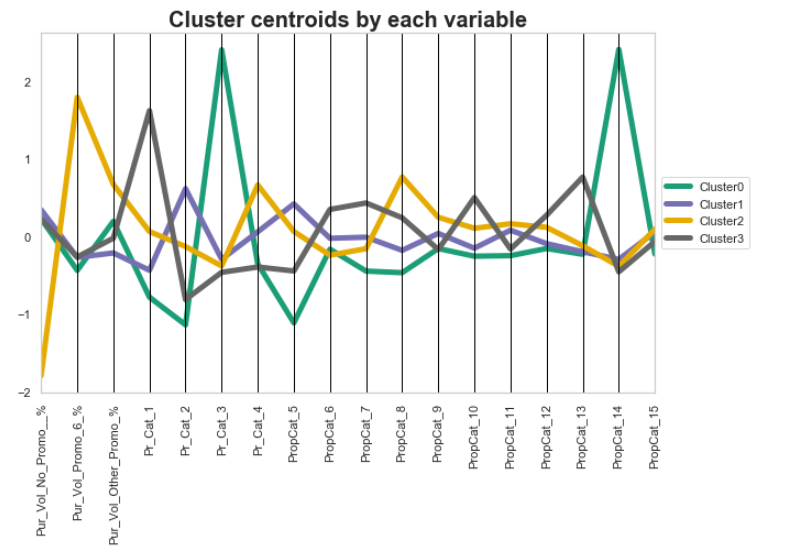 Cluster centroids by each variable
2
1
0
−1
−2
Cluster0
Cluster1
Cluster2
Cluster3
Pur_Vol_No_Promo__%
Pur_Vol_Promo_6_%
Pur_Vol_Other_Promo_%
Pr_Cat_1
Pr_Cat_2
Pr_Cat_3
Pr_Cat_4
PropCat_5
PropCat_6
PropCat_7
PropCat_8
PropCat_9
PropCat_10
PropCat_11
PropCat_12
PropCat_13
PropCat_14
PropCat_15